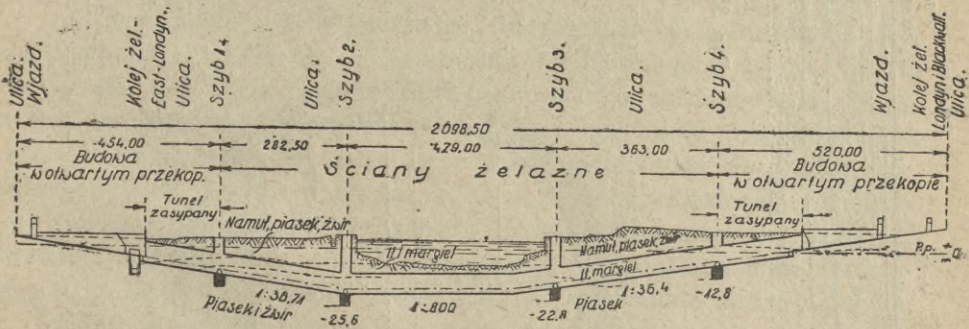 Ulica.
Wjazd.
Kolej żel.-
East-Londyn.,
Ulica.
Szyb 1.
Ulica.
Szyb 2.
Szyb 3.
Ulica.
Szyb 4.
Wjazd.
Kolej żel.
Londyn i Blackwall.
Ulica.
2098,50
454,00
282,50
429,00
363,00
520,00
Budowa
w otwartym przekop.
Ściany żelazne
Budowa
w otwartym przekopie
Tunel
zasypany
Namuł, piasek, żwir
Tunel
zasypany
Ił, margiel
Namuł, piasek, żwir
Ił, margiel
P.p.
± 0
1:38,71
Piasek i żwir
-25,6
1:800
-22,8
Piasek
1:36,4
-12,8